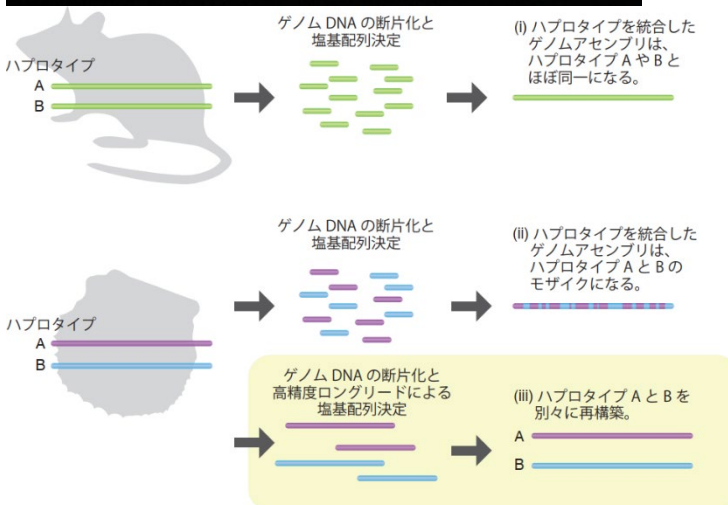 ゲノム DNA の断片化と
塩基配列決定
(i) ハプロタイプを統合した
ゲノムアセンブリは、
ハプロタイプ A や B と
ほぼ同一になる。
ハプロタイプ
A
B
ゲノム DNA の断片化と
塩基配列決定
(ii) ハプロタイプを統合した
ゲノムアセンブリは、
ハプロタイプ A と B の
モザイクになる。
ハプロタイプ
A
B
ゲノム DNA の断片化と
高精度ロングリードによる
塩基配列決定
(iii) ハプロタイプ A と B を
別々に再構築。
A
B